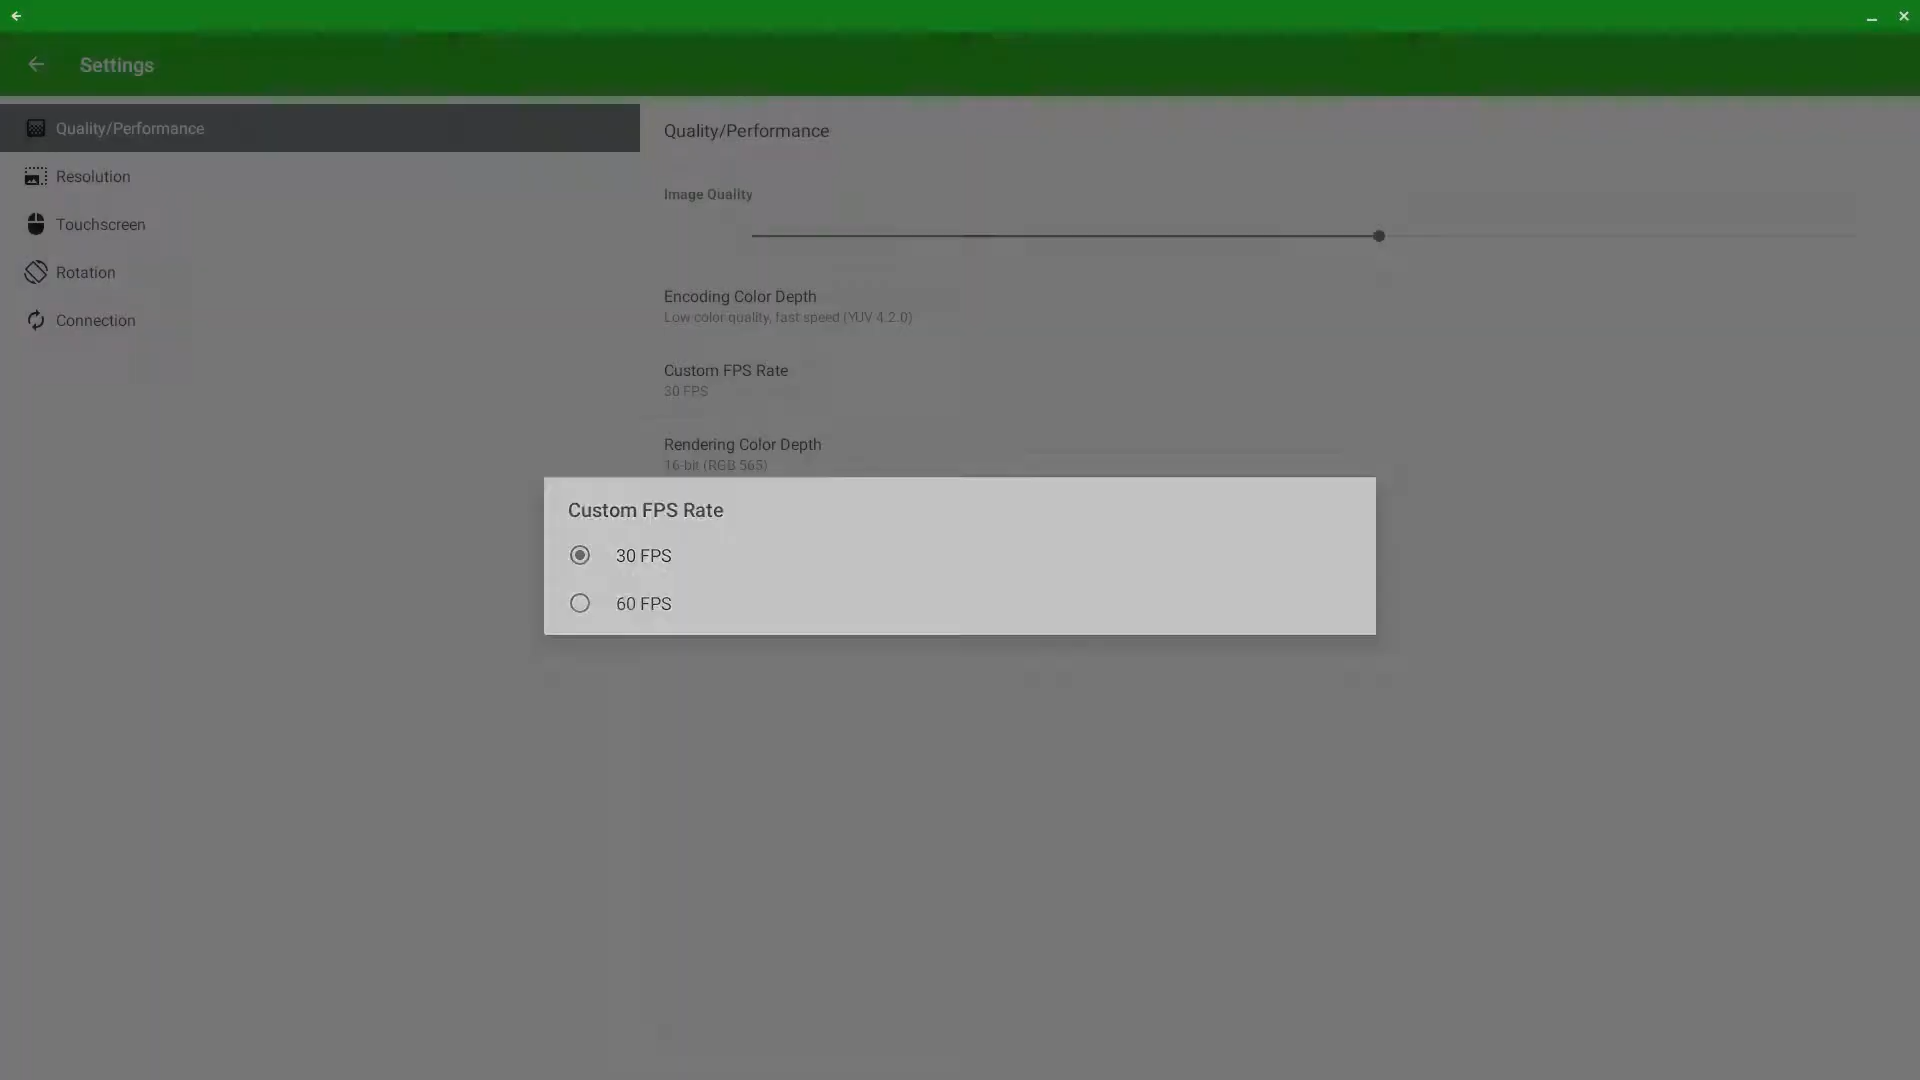 Settings
Quality/Performance
Resolution
Touchscreen
Rotation
Connection
Quality/Performance
Image Quality
Encoding Color Depth
Low color quality, fast speed (YUV 4.2.0)
Custom FPS Rate
30 FPS
Rendering Color Depth
16-bit (RGB 565)
Custom FPS Rate
30 FPS
60 FPS